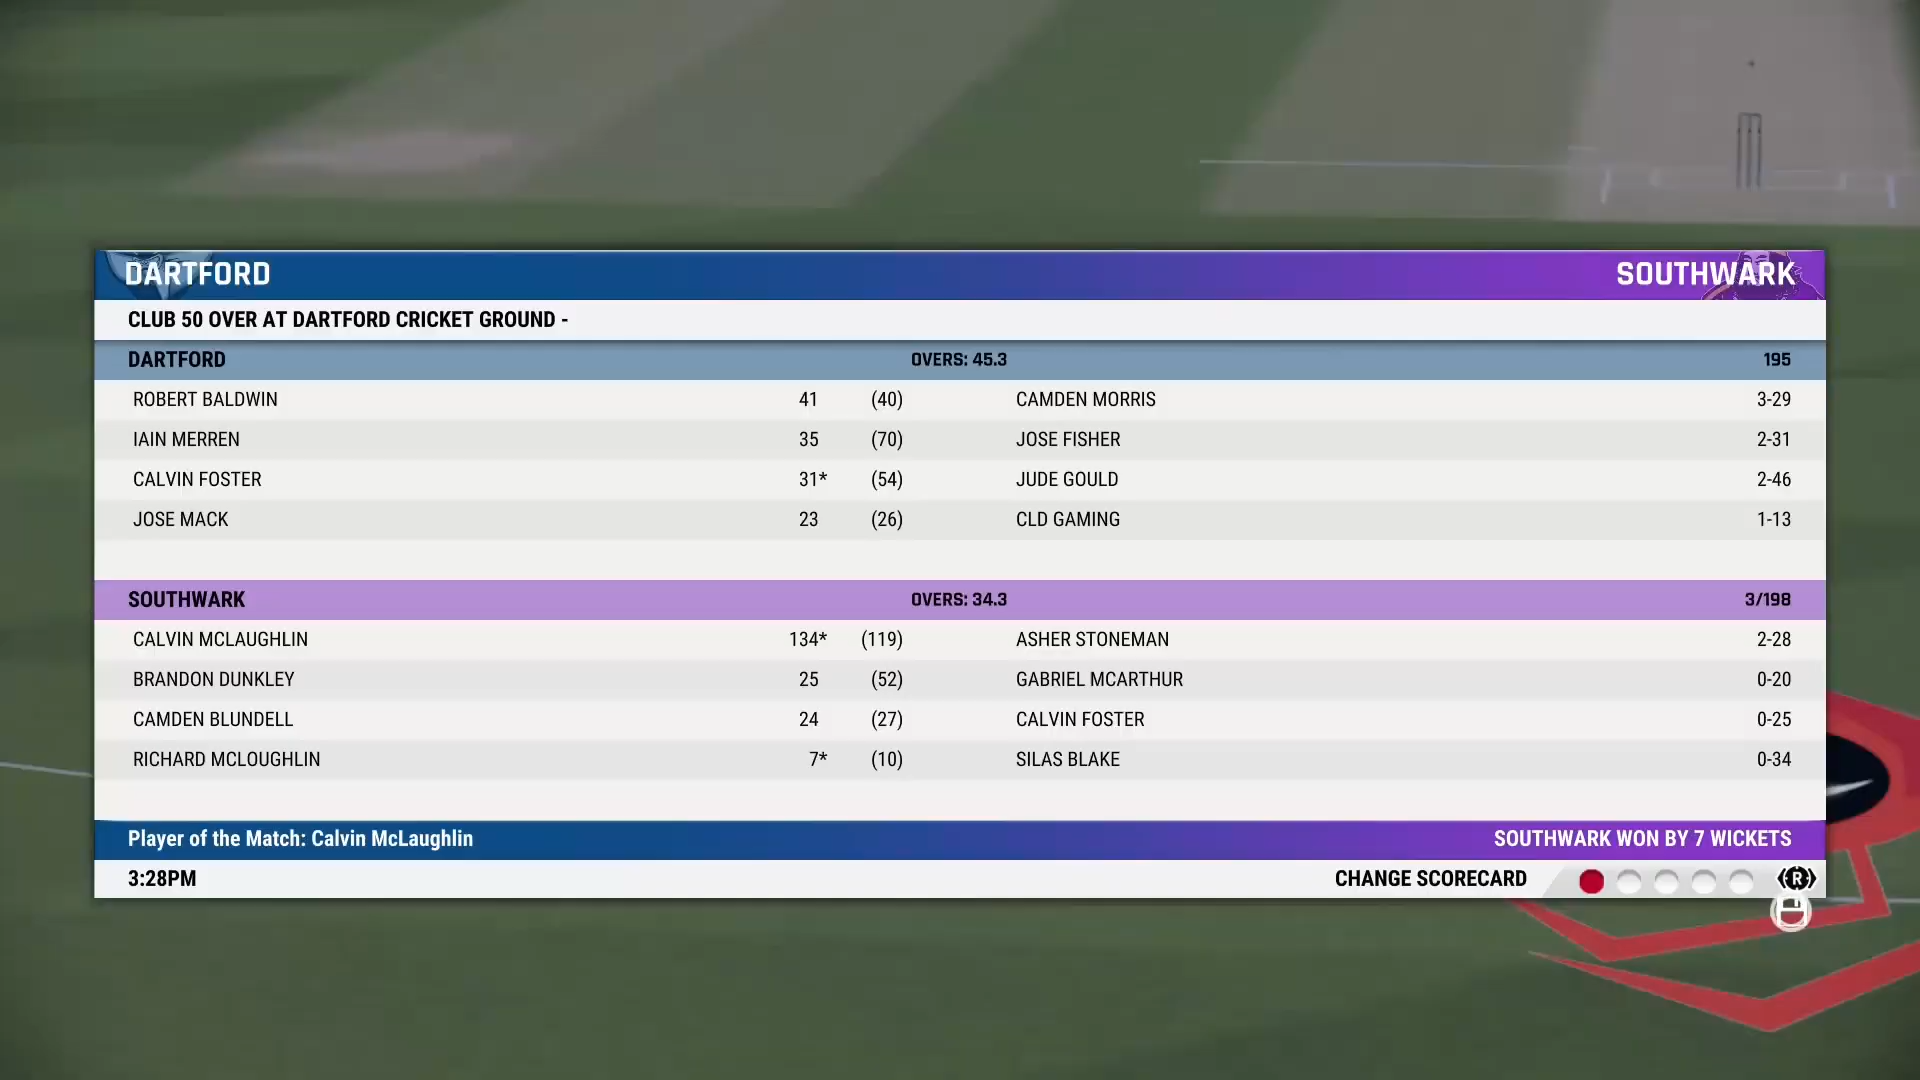 DARTFORD SOUTHWARK
CLUB 50 OVER AT DARTFORD CRICKET GROUND -
DARTFORD OVERS: 45.3 195
ROBERT BALDWIN 41 (40) CAMDEN MORRIS 3-29
IAIN MERREN 35 (70) JOSE FISHER 2-31
CALVIN FOSTER 31* (54) JUDE GOULD 2-46
JOSE MACK 23 (26) CLD GAMING 1-13
SOUTHWARK OVERS: 34.3 3/198
CALVIN MCLAUGHLIN 134* (119) ASHER STONEMAN 2-28
BRANDON DUNKLEY 25 (52) GABRIEL MCARTHUR 0-20
CAMDEN BLUNDELL 24 (27) CALVIN FOSTER 0-25
RICHARD MCLOUGHLIN 7* (10) SILAS BLAKE 0-34
Player of the Match: Calvin McLaughlin SOUTHWARK WON BY 7 WICKETS
3:28PM CHANGE SCORECARD R